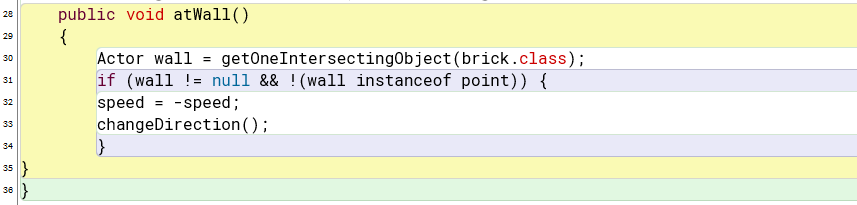 28 public void atWall()
29 {
30 Actor wall = getOneIntersectingObject(brick.class);
31 if (wall != null && !(wall instanceof point)) {
32 speed = -speed;
33 changeDirection();
34 }
35 }
36 }